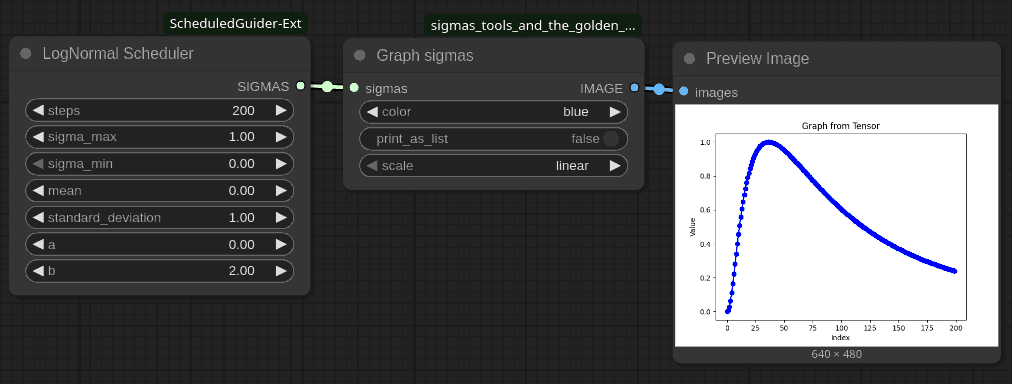 ScheduledGuider-Ext
LogNormal Scheduler
SIGMAS
steps 200
sigma_max 1.00
sigma_min 0.00
mean 0.00
standard_deviation 1.00
a 0.00
b 2.00
sigmas_tools_and_the_golden_...
Graph sigmas
sigmas IMAGE
color blue
print_as_list false
scale linear
Preview Image
images
Graph from Tensor
1.0
0.8
0.6
0.4
0.2
0.0
Value
0 25 50 75 100 125 150 175 200
Index
640 × 480